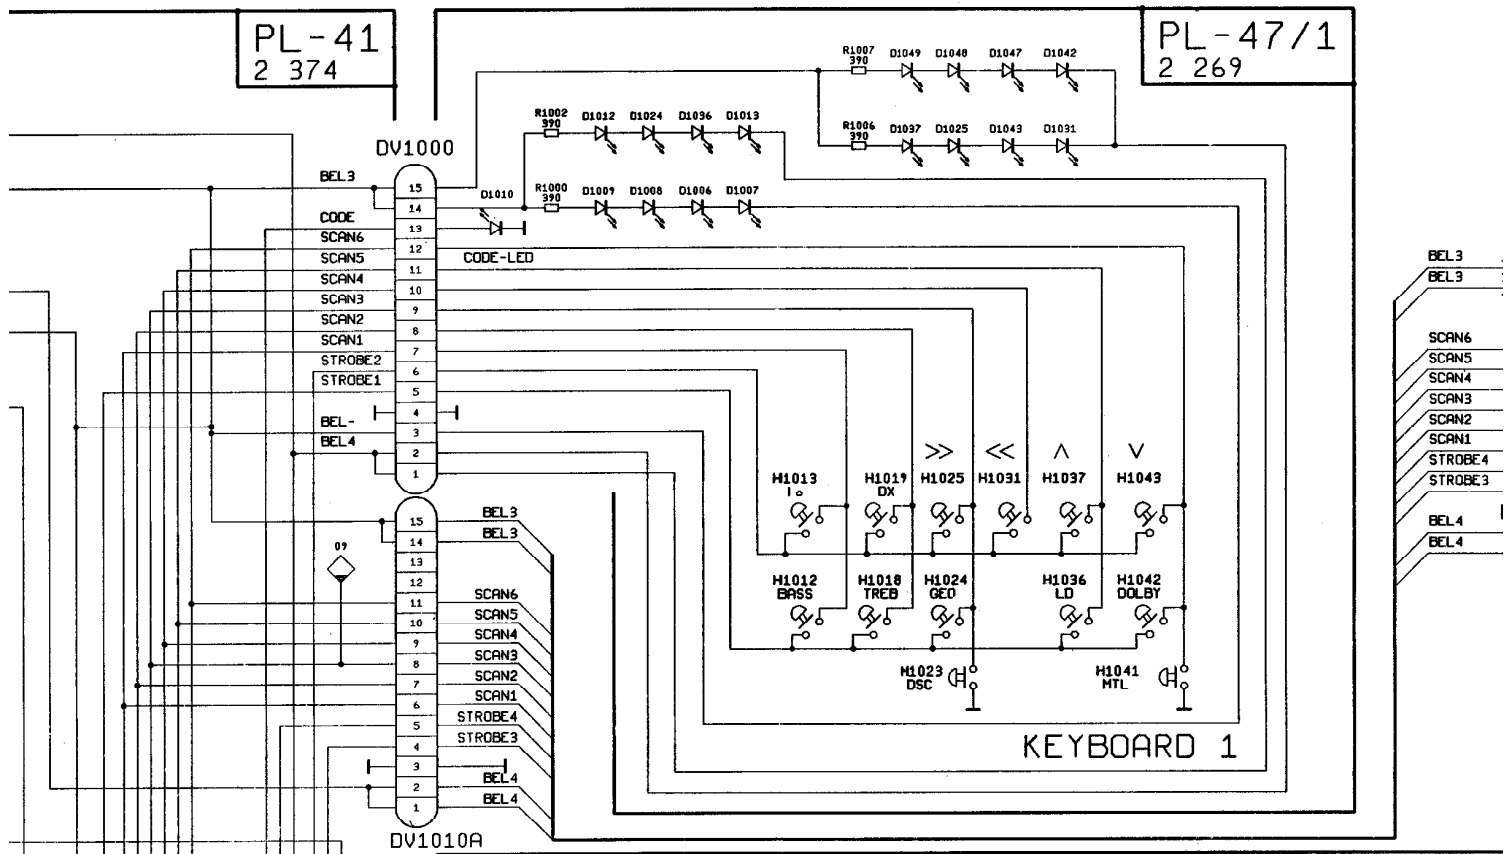 PL-41
2 374
PL-47/1
2 269
R1007
390
D1049
D1048
D1047
D1042
R1002
390
D1012
D1024
D1036
D1013
R1006
390
D1037
D1025
D1043
D1031
DV1000
BEL3
15
14
CODE
13
SCAN6
12
SCAN5
11
SCAN4
10
SCAN3
9
SCAN2
8
SCAN1
7
STROBE2
6
STROBE1
5
4
BEL-
3
BEL4
2
1
D1010
R1000
390
D1009
D1008
D1006
D1007
CODE-LED
>> << ∧ ∨
H1013
I o
H1019
DX
H1025
H1031
H1037
H1043
H1012
BASS
H1018
TREB
H1024
GEO
H1036
LD
H1042
DOLBY
H1023
DSC
H1041
MTL
KEYBOARD 1
09
15
BEL3
14
BEL3
13
12
11
SCAN6
10
SCAN5
9
SCAN4
8
SCAN3
7
SCAN2
6
SCAN1
5
STROBE4
4
STROBE3
3
2
BEL4
1
BEL4
DV1010A
BEL3
BEL3
SCAN6
SCAN5
SCAN4
SCAN3
SCAN2
SCAN1
STROBE4
STROBE3
BEL4
BEL4